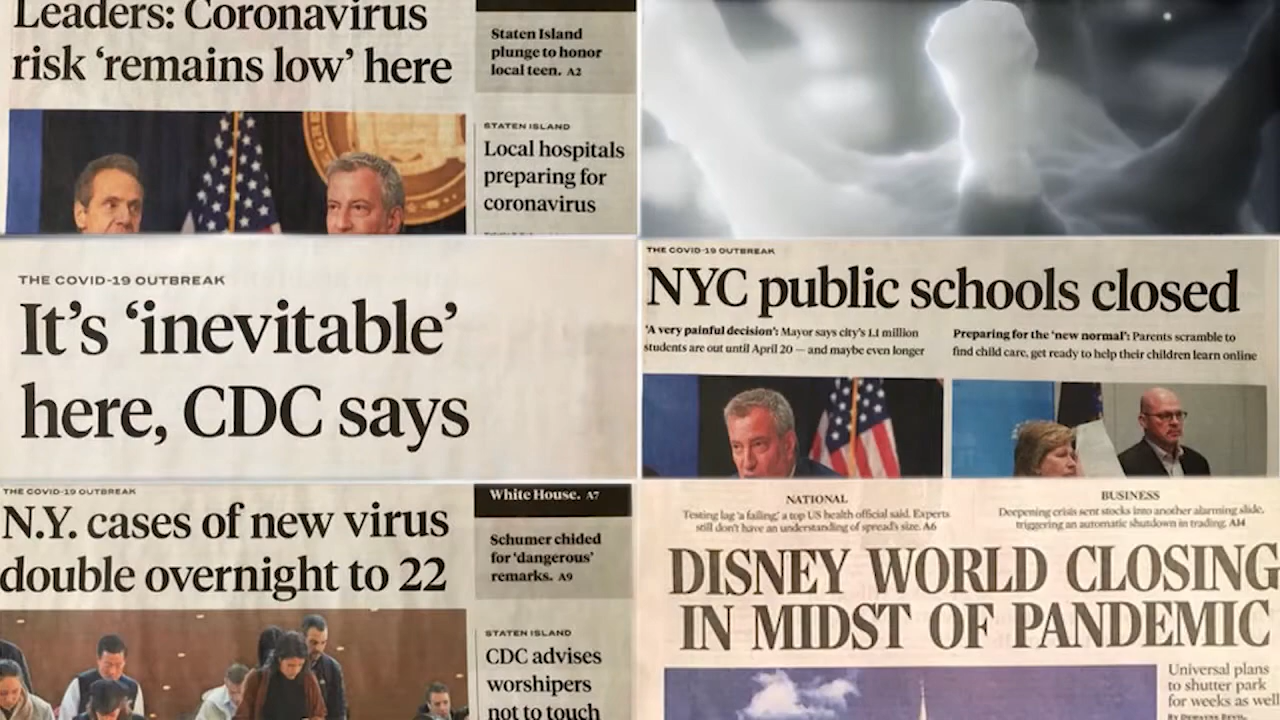 Leaders: Coronavirus
risk ‘remains low’ here
Staten Island
plunge to honor
local teen. A2
STATEN ISLAND
Local hospitals
preparing for
coronavirus
THE COVID-19 OUTBREAK
It’s ‘inevitable’
here, CDC says
THE COVID-19 OUTBREAK
NYC public schools closed
‘A very painful decision’: Mayor says city’s 1.1 million
students are out until April 20 — and maybe even longer
Preparing for the ‘new normal’: Parents scramble to
find child care, get ready to help their children learn online
THE COVID-19 OUTBREAK
N.Y. cases of new virus
double overnight to 22
White House. A7
Schumer chided
for ‘dangerous’
remarks. A9
STATEN ISLAND
CDC advises
worshipers
not to touch
NATIONAL
Testing lag ‘a failing,’ a top US health official said. Experts
still don’t have an understanding of spread’s size. A6
BUSINESS
Deepening crisis sent stocks into another alarming slide,
triggering an automatic shutdown in trading. A14
DISNEY WORLD CLOSING
IN MIDST OF PANDEMIC
Universal plans
to shutter park
for weeks as well